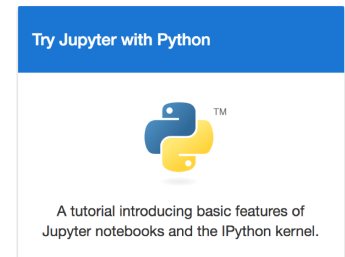 Try Jupyter with Python
TM
A tutorial introducing basic features of
Jupyter notebooks and the IPython kernel.